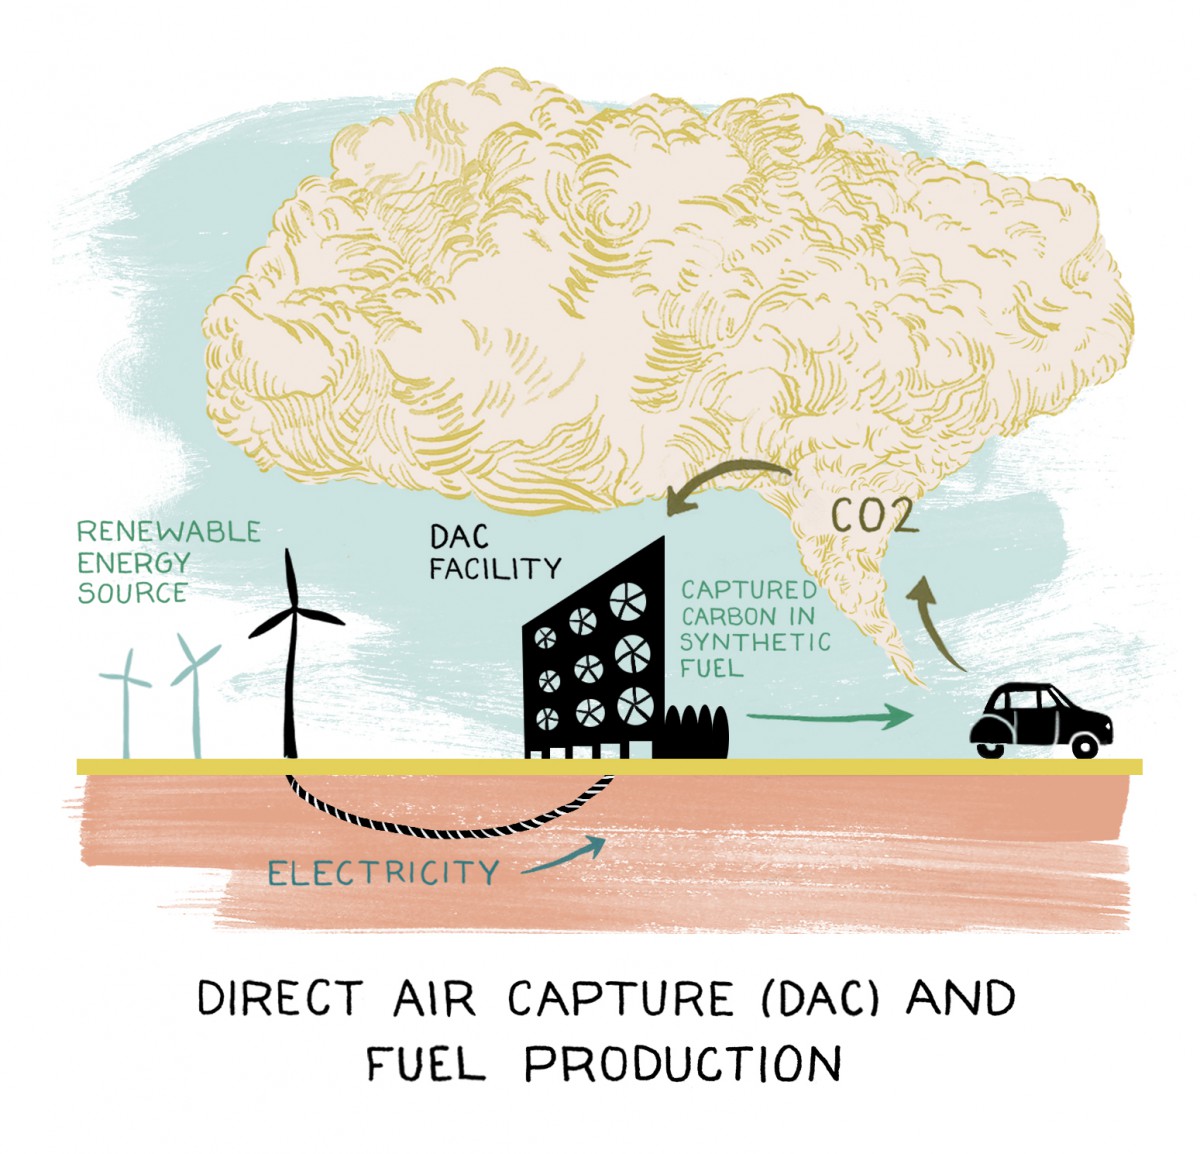 RENEWABLE
ENERGY
SOURCE
DAC
FACILITY
CO2
CAPTURED
CARBON IN
SYNTHETIC
FUEL
ELECTRICITY
DIRECT AIR CAPTURE (DAC) AND
FUEL PRODUCTION